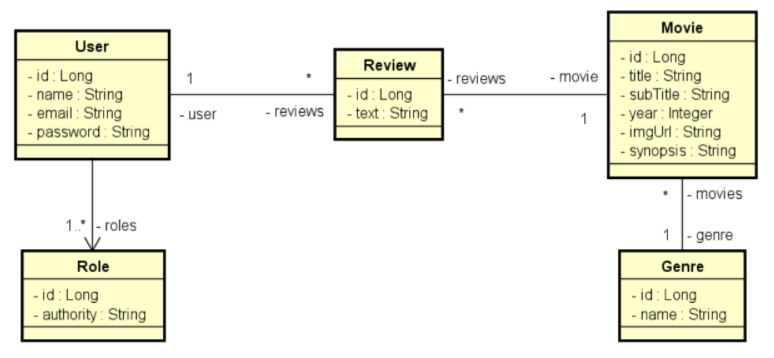 User
- id : Long
- name : String
- email : String
- password : String
1
*
- user
- reviews
Review
- id : Long
- text : String
- reviews
- movie
*
1
Movie
- id : Long
- title : String
- subTitle : String
- year : Integer
- imgUrl : String
- synopsis : String
1..* - roles
* - movies
1 - genre
Role
- id : Long
- authority : String
Genre
- id : Long
- name : String